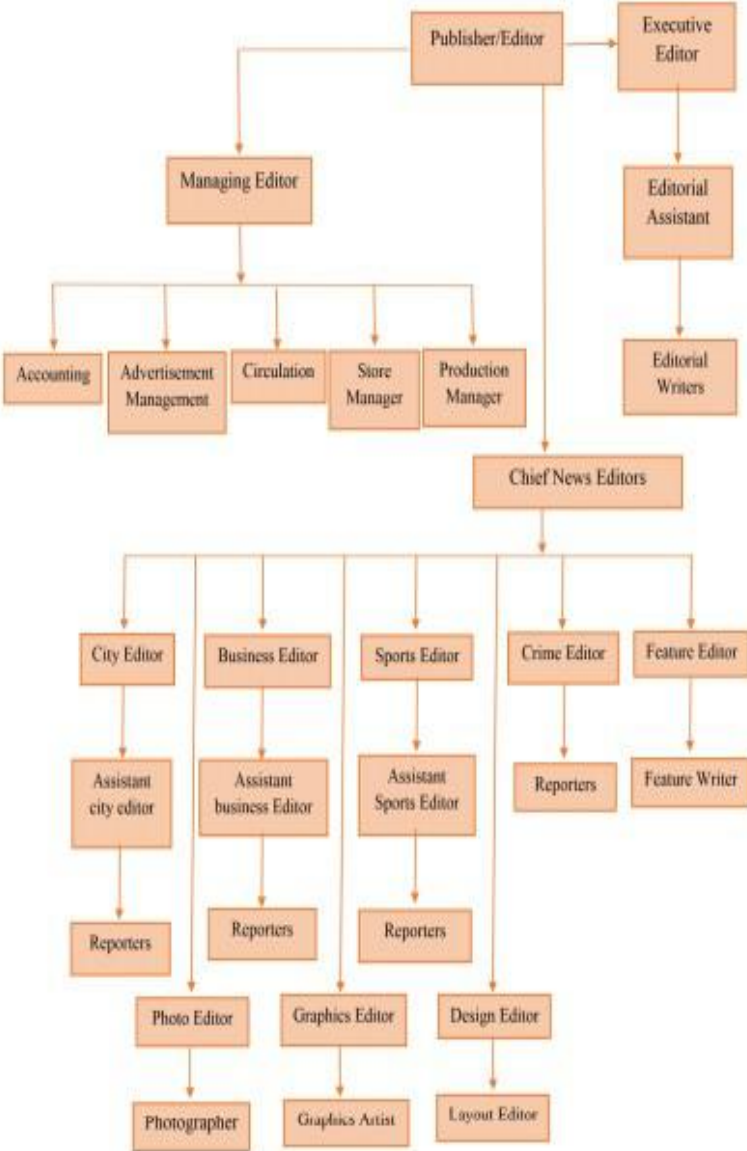 Publisher/Editor
Executive
Editor
Managing Editor
Editorial
Assistant
Accounting
Advertisement
Management
Circulation
Store
Manager
Production
Manager
Editorial
Writers
Chief News Editors
City Editor
Business Editor
Sports Editor
Crime Editor
Feature Editor
Assistant
city editor
Assistant
business Editor
Assistant
Sports Editor
Reporters
Feature Writer
Reporters
Reporters
Reporters
Photo Editor
Graphics Editor
Design Editor
Photographer
Graphics Artist
Layout Editor